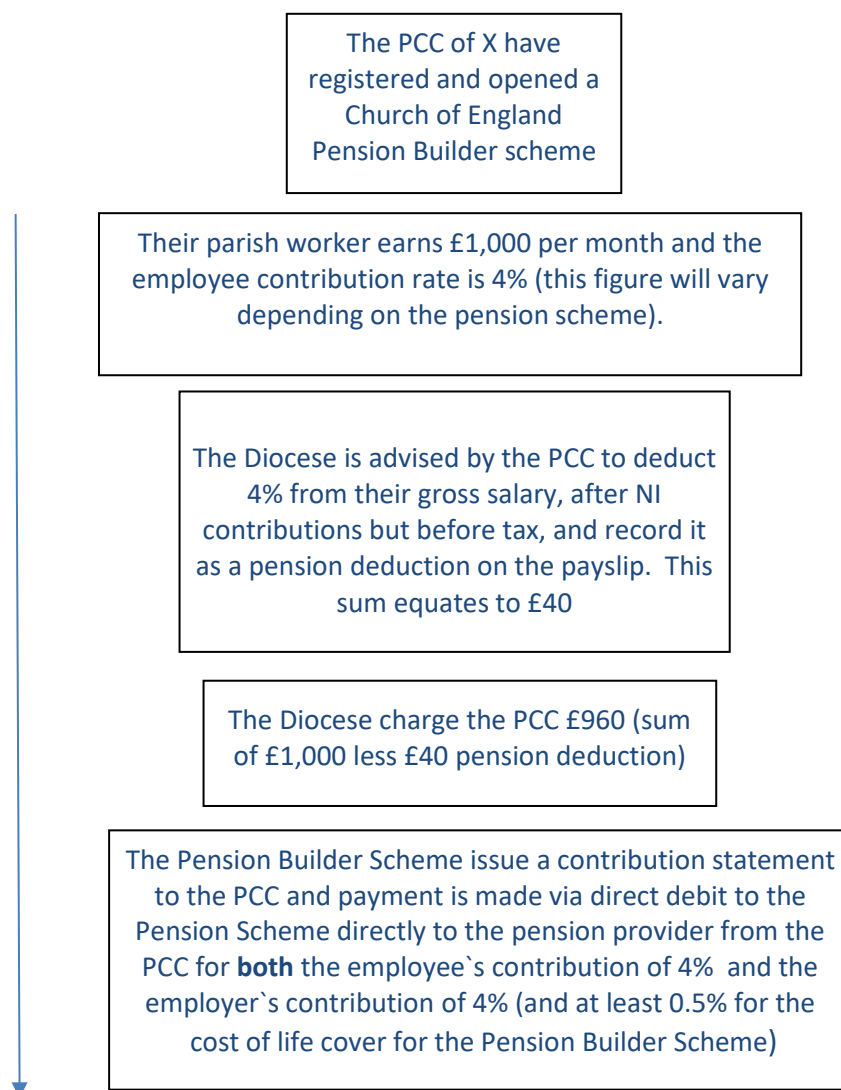 The PCC of X have
registered and opened a
Church of England
Pension Builder scheme
Their parish worker earns £1,000 per month and the
employee contribution rate is 4% (this figure will vary
depending on the pension scheme).
The Diocese is advised by the PCC to deduct
4% from their gross salary, after NI
contributions but before tax, and record it
as a pension deduction on the payslip.  This
sum equates to £40
The Diocese charge the PCC £960 (sum
of £1,000 less £40 pension deduction)
The Pension Builder Scheme issue a contribution statement
to the PCC and payment is made via direct debit to the
Pension Scheme directly to the pension provider from the
PCC for both the employee`s contribution of 4%  and the
employer`s contribution of 4% (and at least 0.5% for the
cost of life cover for the Pension Builder Scheme)